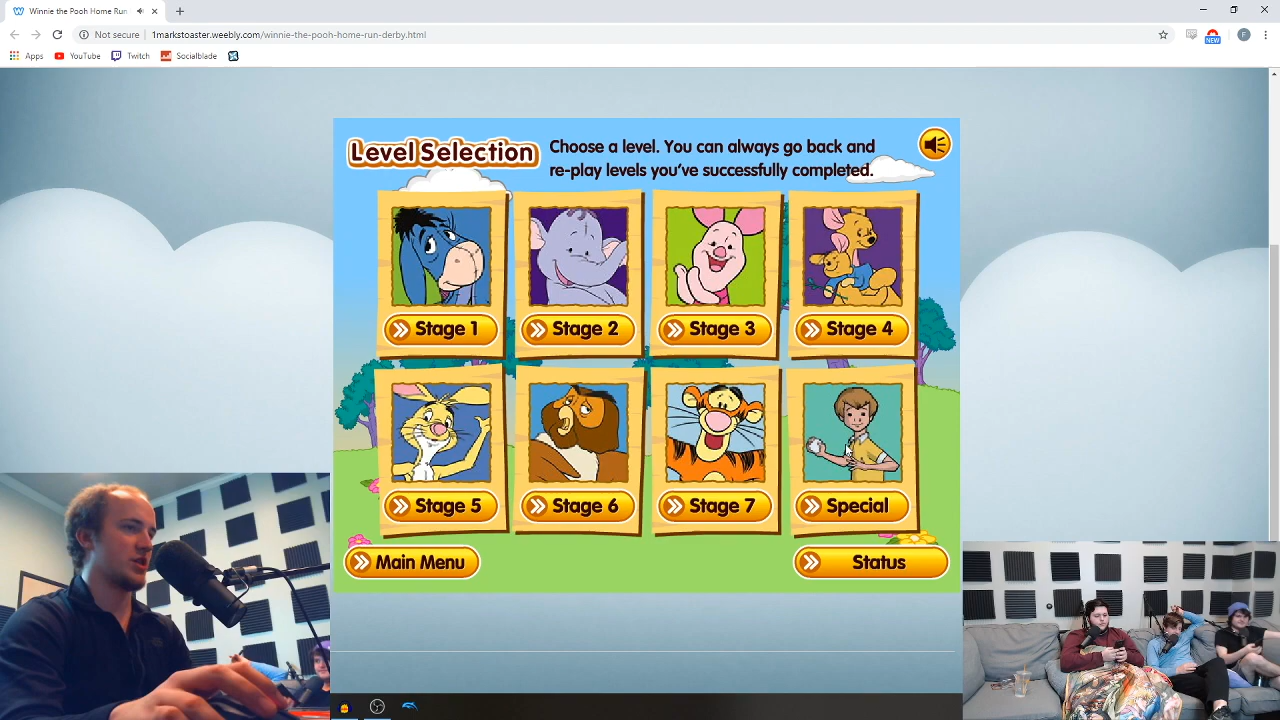 Winnie the Pooh Home Run
Not secure | 1markstoaster.weebly.com/winnie-the-pooh-home-run-derby.html
F
NEW
Apps YouTube Twitch Socialblade
Level Selection
Choose a level. You can always go back and
re-play levels you've successfully completed.
Stage 1 Stage 2 Stage 3 Stage 4
Stage 5 Stage 6 Stage 7 Special
Main Menu Status